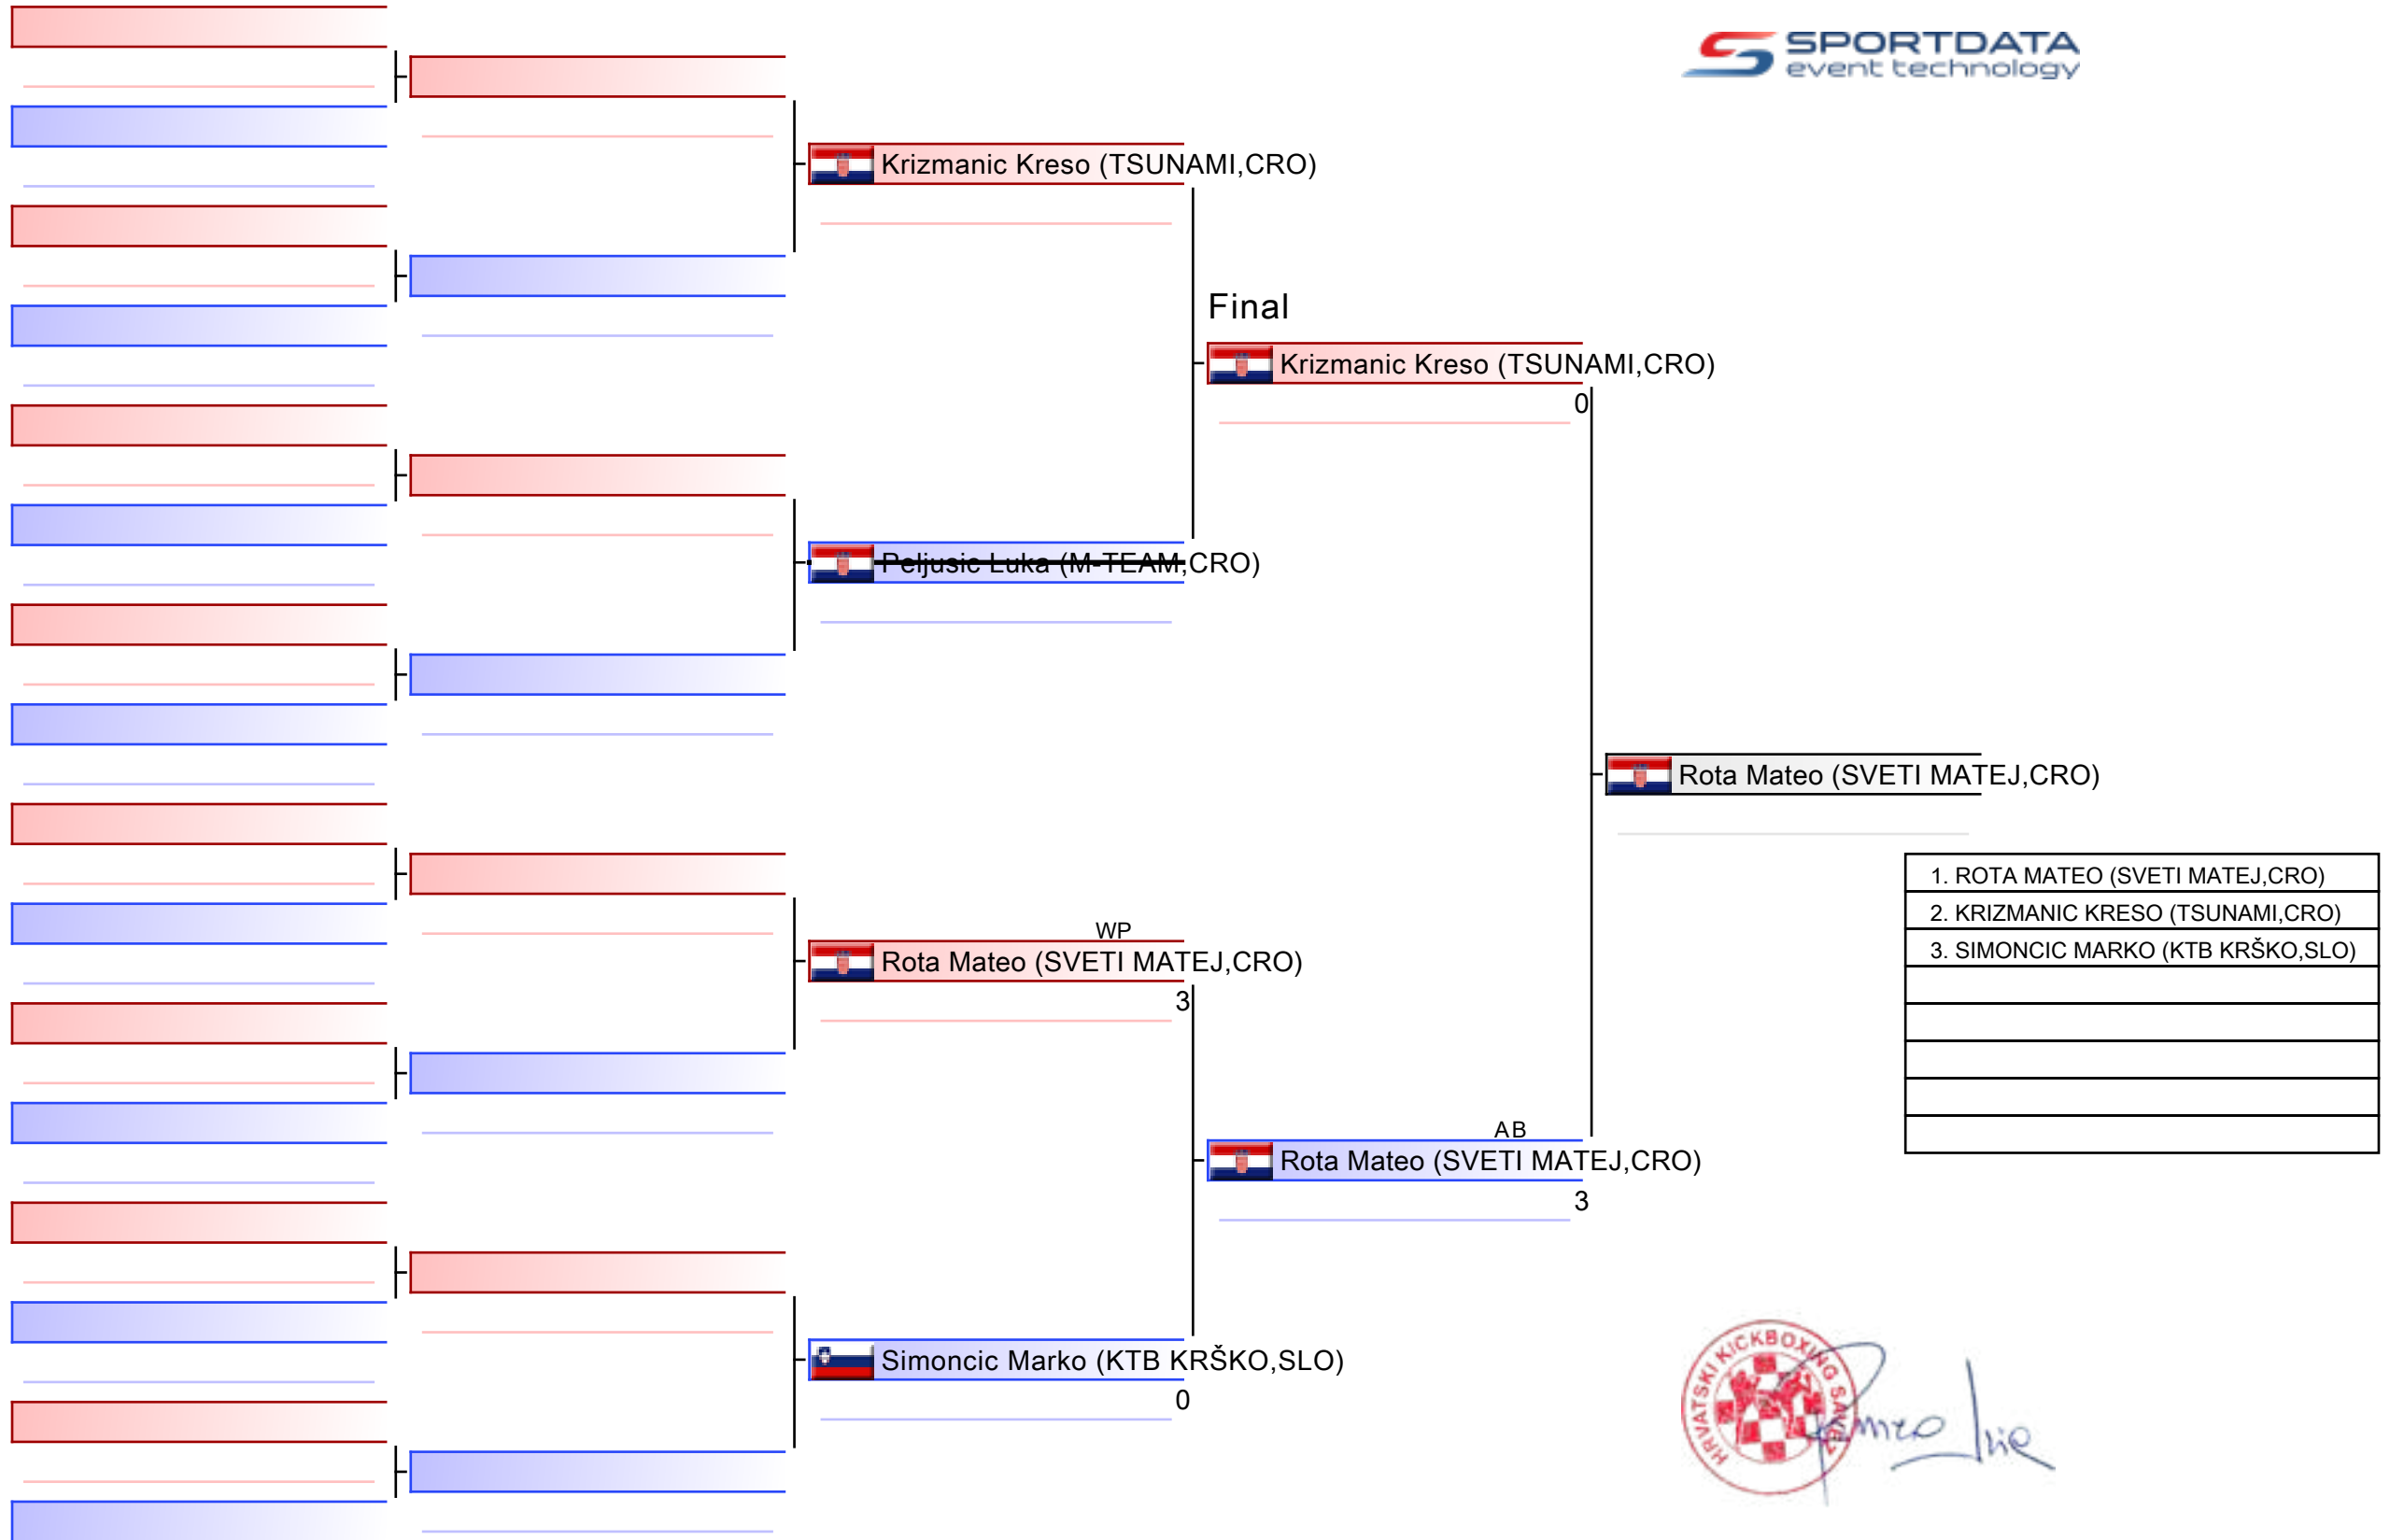 SPORTDATA
event technology
Krizmanic Kreso (TSUNAMI,CRO)
Final
Krizmanic Kreso (TSUNAMI,CRO)
0
Peljusic Luka (M-TEAM,CRO)
Rota Mateo (SVETI MATEJ,CRO)
1. ROTA MATEO (SVETI MATEJ,CRO)
2. KRIZMANIC KRESO (TSUNAMI,CRO)
3. SIMONCIC MARKO (KTB KRŠKO,SLO)
WP
Rota Mateo (SVETI MATEJ,CRO)
3
AB
Rota Mateo (SVETI MATEJ,CRO)
3
Simoncic Marko (KTB KRŠKO,SLO)
0
HRVATSKI KICKBOXING SAVEZ